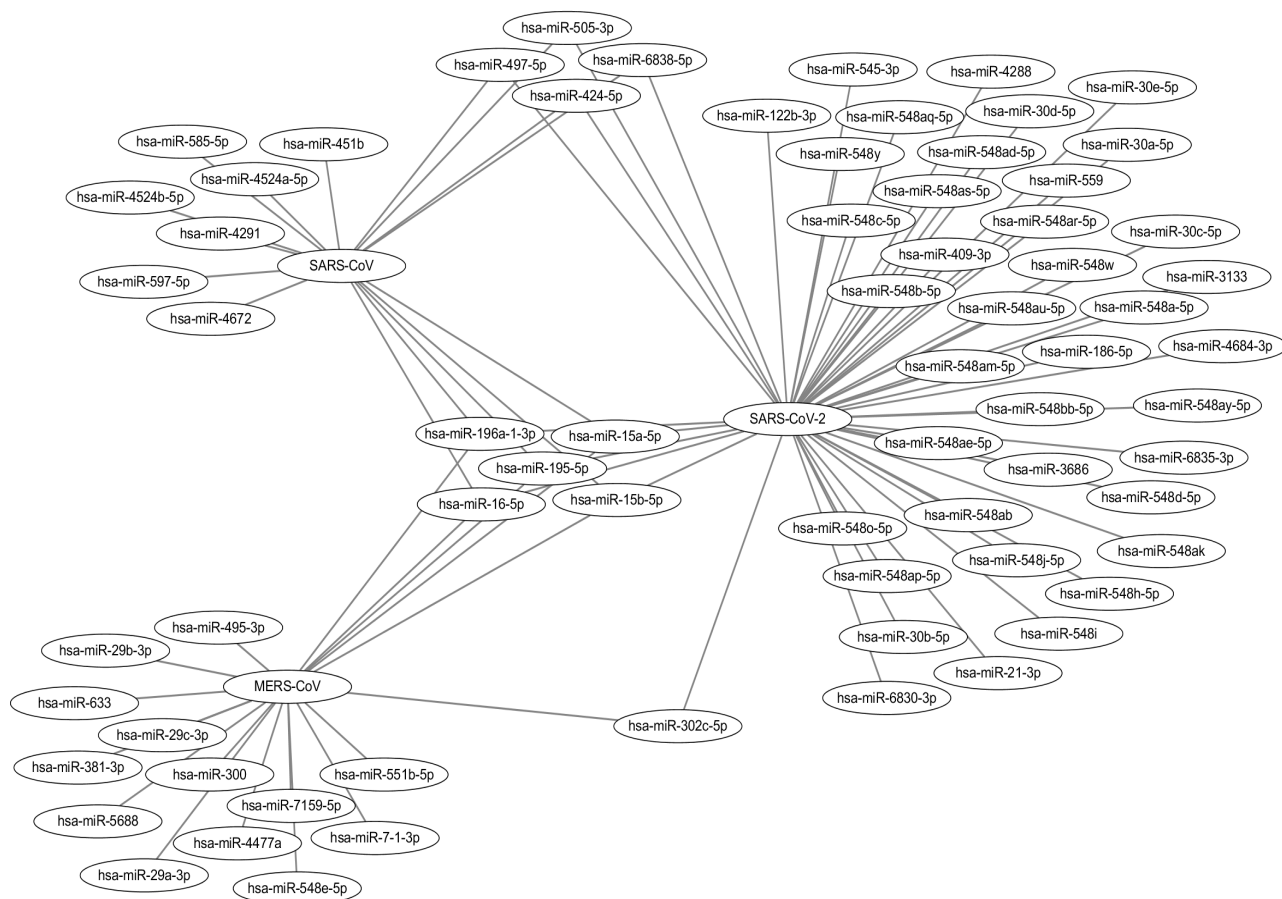 hsa-miR-505-3p
hsa-miR-497-5p
hsa-miR-6838-5p
hsa-miR-424-5p
hsa-miR-545-3p
hsa-miR-4288
hsa-miR-30e-5p
hsa-miR-122b-3p
hsa-miR-548aq-5p
hsa-miR-30d-5p
hsa-miR-585-5p
hsa-miR-451b
hsa-miR-548y
hsa-miR-548ad-5p
hsa-miR-30a-5p
hsa-miR-4524a-5p
hsa-miR-559
hsa-miR-4524b-5p
hsa-miR-548as-5p
hsa-miR-548c-5p
hsa-miR-548ar-5p
hsa-miR-4291
hsa-miR-30c-5p
hsa-miR-409-3p
SARS-CoV
hsa-miR-548w
hsa-miR-597-5p
hsa-miR-3133
hsa-miR-548b-5p
hsa-miR-548au-5p
hsa-miR-548a-5p
hsa-miR-4672
hsa-miR-4684-3p
hsa-miR-186-5p
hsa-miR-548am-5p
hsa-miR-548bb-5p
hsa-miR-548ay-5p
SARS-CoV-2
hsa-miR-196a-1-3p
hsa-miR-15a-5p
hsa-miR-548ae-5p
hsa-miR-6835-3p
hsa-miR-195-5p
hsa-miR-3686
hsa-miR-15b-5p
hsa-miR-548d-5p
hsa-miR-16-5p
hsa-miR-548ab
hsa-miR-548o-5p
hsa-miR-548ak
hsa-miR-548j-5p
hsa-miR-548ap-5p
hsa-miR-548h-5p
hsa-miR-495-3p
hsa-miR-548i
hsa-miR-30b-5p
hsa-miR-29b-3p
hsa-miR-21-3p
MERS-CoV
hsa-miR-6830-3p
hsa-miR-633
hsa-miR-302c-5p
hsa-miR-29c-3p
hsa-miR-381-3p
hsa-miR-300
hsa-miR-551b-5p
hsa-miR-7159-5p
hsa-miR-5688
hsa-miR-7-1-3p
hsa-miR-4477a
hsa-miR-29a-3p
hsa-miR-548e-5p